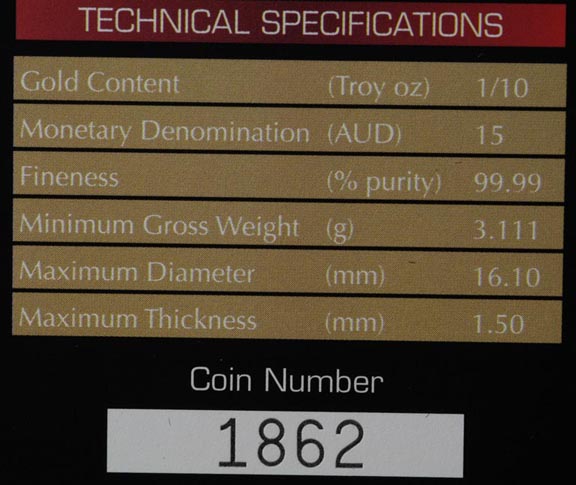 TECHNICAL SPECIFICATIONS
Gold Content (Troy oz) 1/10
Monetary Denomination (AUD) 15
Fineness (% purity) 99.99
Minimum Gross Weight (g) 3.111
Maximum Diameter (mm) 16.10
Maximum Thickness (mm) 1.50
Coin Number
1862